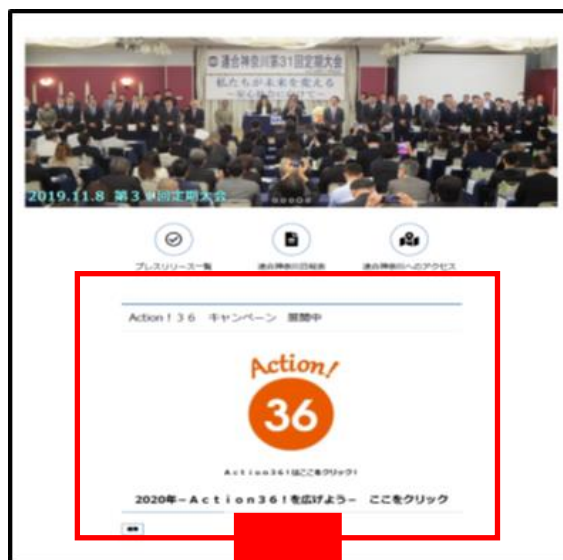 連合神奈川第31回定期大会
私たちが未来を変える
2019.11.8 第31回定期大会
プレスリリース一覧
連合神奈川へのアクセス
Action!36 キャンペーン 展開中
Action!
36
Action36!はここをクリック!
2020年－Action36!を広げよう－ ここをクリック